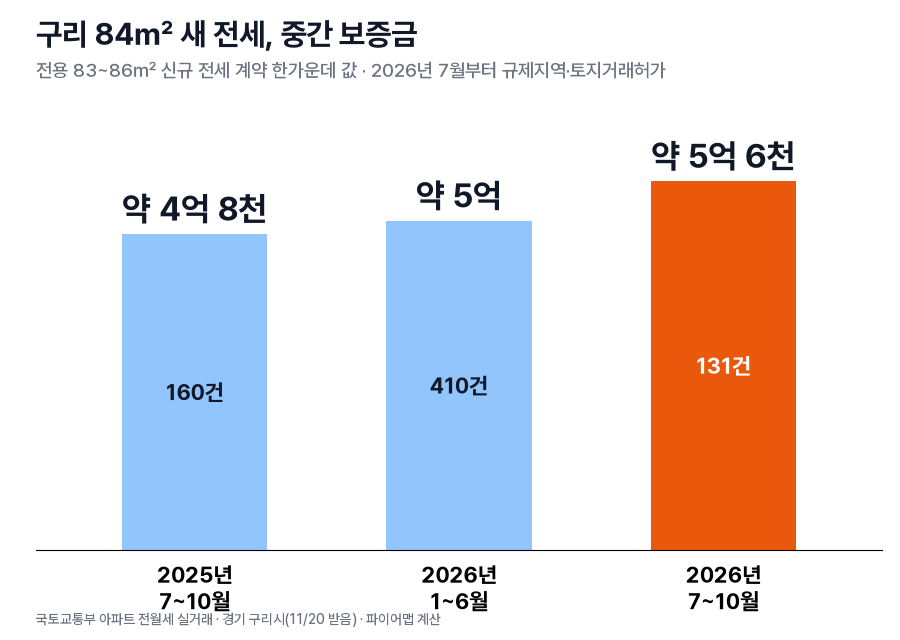 구리 84m² 새 전세, 중간 보증금
전용 83~86m² 신규 전세 계약 한가운데 값 · 2026년 7월부터 규제지역·토지거래허가
약 4억 8천
약 5억
약 5억 6천
160건
410건
131건
2025년
7~10월
2026년
1~6월
2026년
7~10월
국토교통부 아파트 전월세 실거래 · 경기 구리시(11/20 받음) · 파이어맵 계산